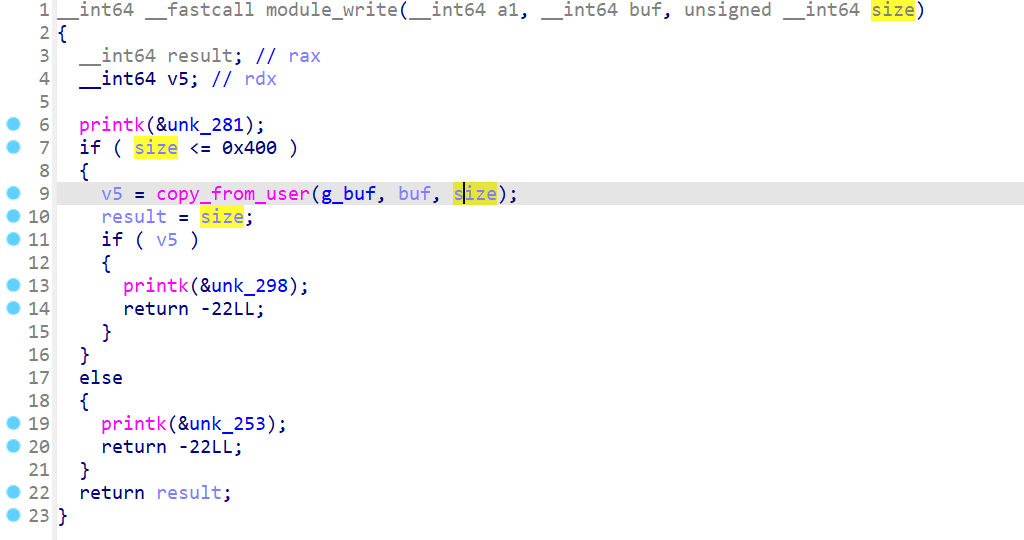 1 __int64 __fastcall module_write(__int64 a1, __int64 buf, unsigned __int64 size)
2 {
3   __int64 result; // rax
4   __int64 v5; // rdx
5
6   printk(&unk_281);
7   if ( size <= 0x400 )
8   {
9     v5 = copy_from_user(g_buf, buf, size);
10     result = size;
11     if ( v5 )
12     {
13       printk(&unk_298);
14       return -22LL;
15     }
16   }
17   else
18   {
19     printk(&unk_253);
20     return -22LL;
21   }
22   return result;
23 }